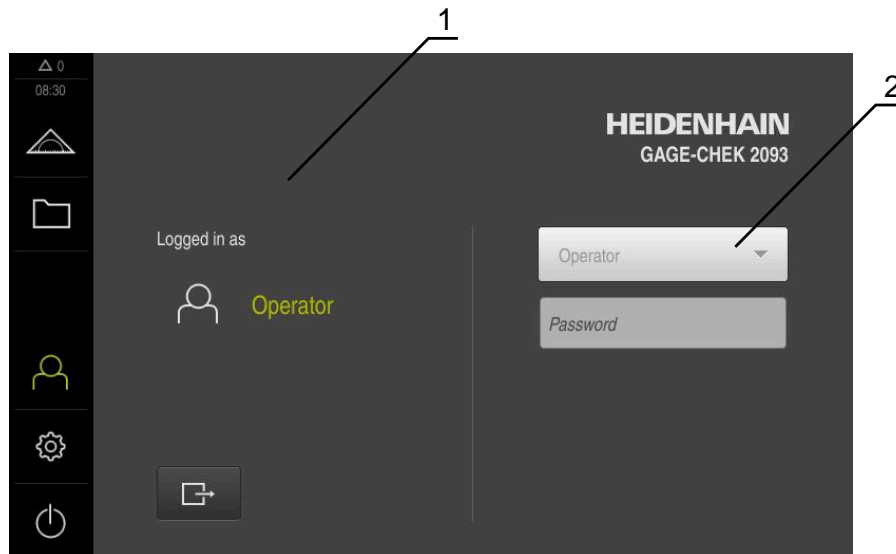 1
2
△ 0
08:30
HEIDENHAIN
GAGE-CHEK 2093
Logged in as
Operator
Operator
Password